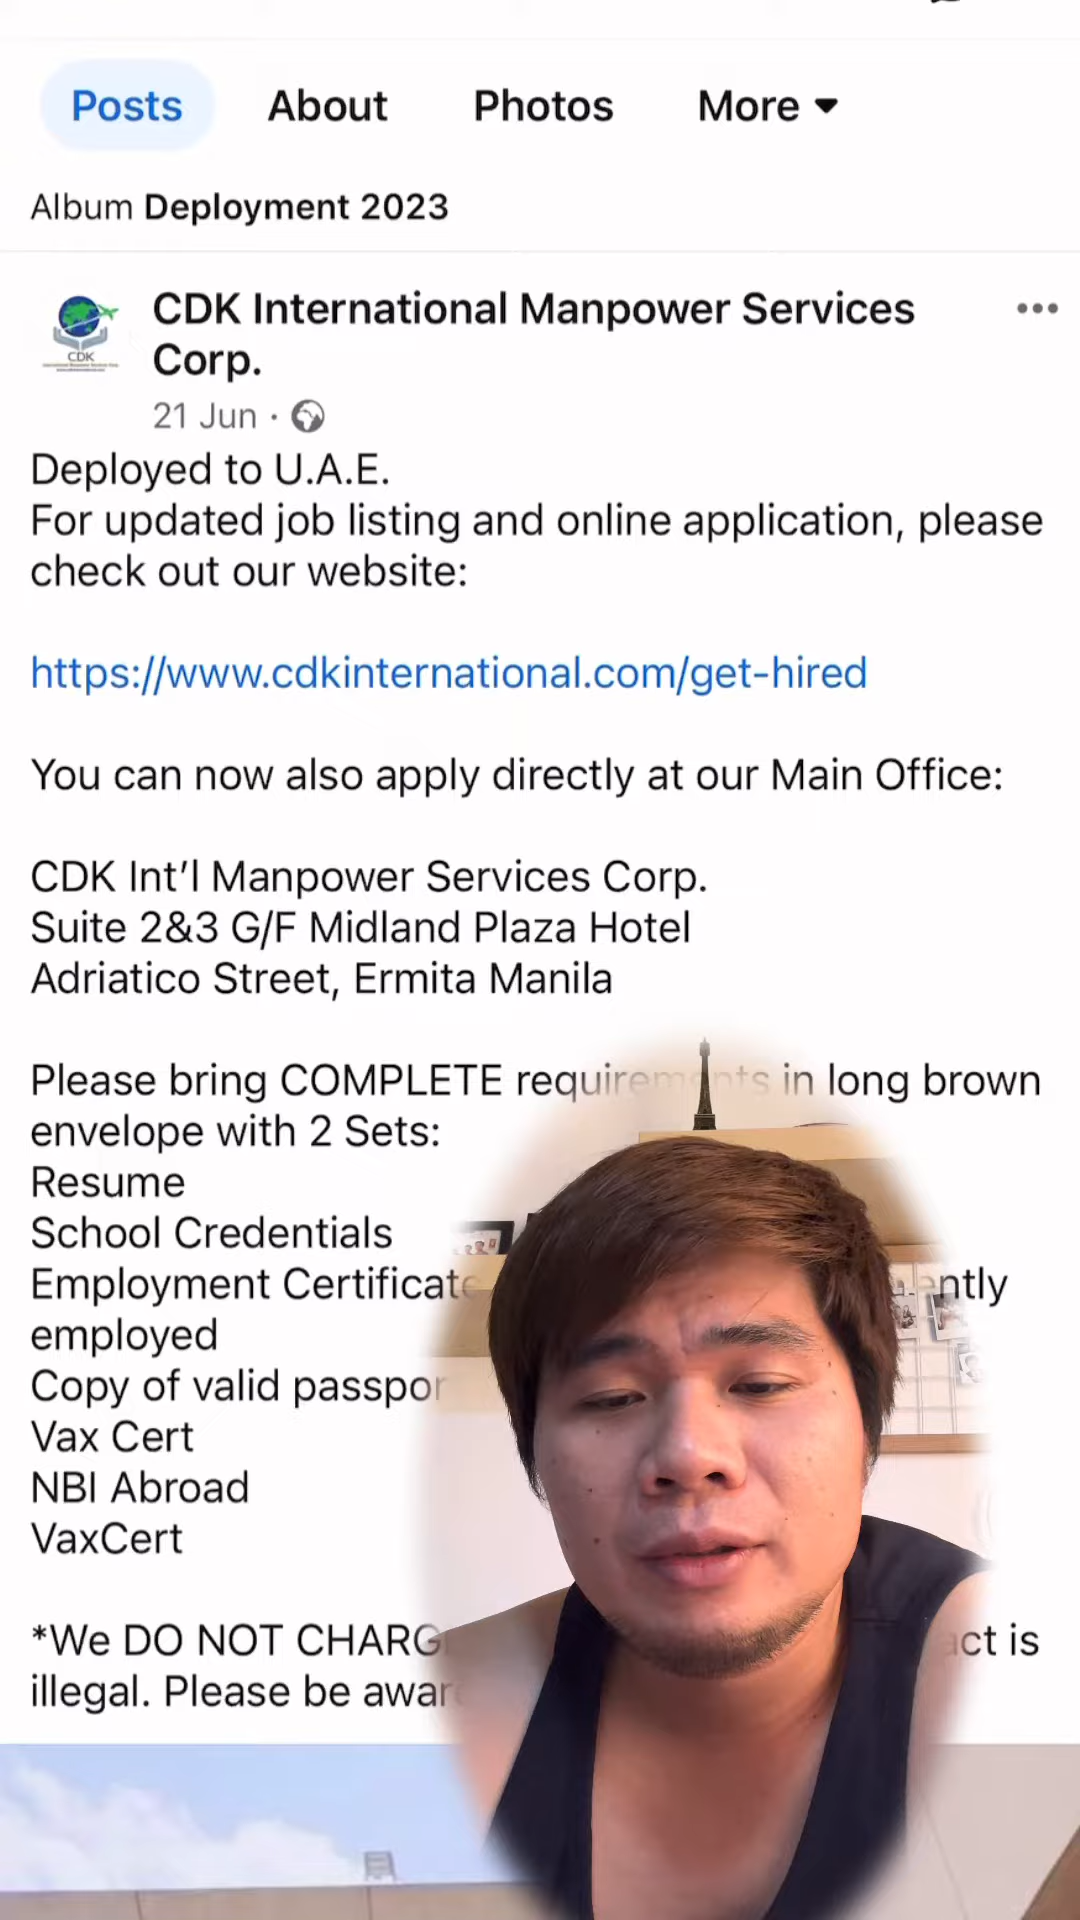 Posts About Photos More
Album Deployment 2023
CDK International Manpower Services
Corp.
21 Jun ·
CDK
Deployed to U.A.E.
For updated job listing and online application, please
check out our website:
https://www.cdkinternational.com/get-hired
You can now also apply directly at our Main Office:
CDK Int'l Manpower Services Corp.
Suite 2&3 G/F Midland Plaza Hotel
Adriatico Street, Ermita Manila
Please bring COMPLETE requirements in long brown
envelope with 2 Sets:
Resume
School Credentials
Employment Certificate
employed
Copy of valid
Vax Cert
NBI Abroad
VaxCert
*We DO NOT is
illegal. Please be